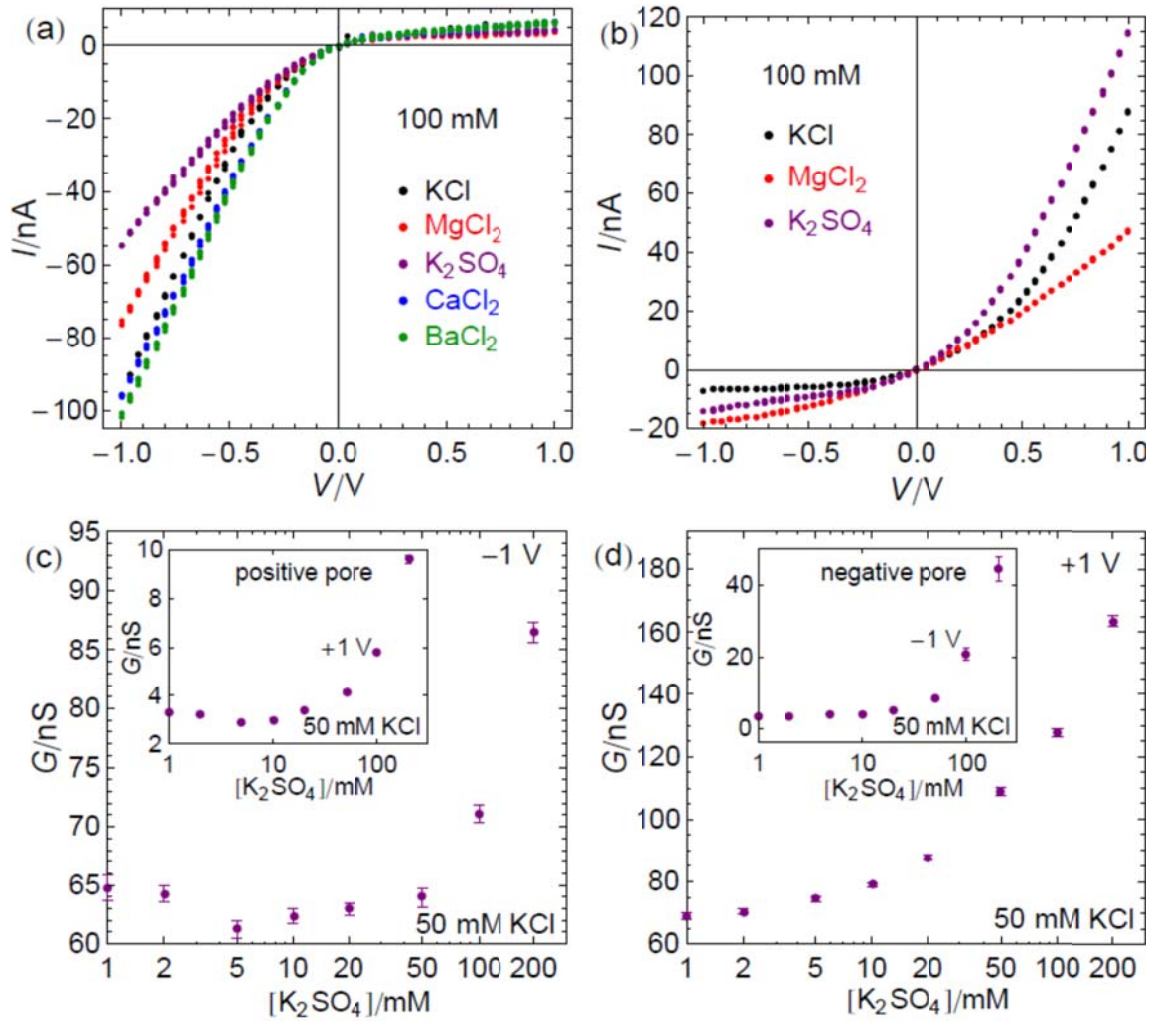 (a)
0
−20
−40
−60
−80
−100
I/nA
100 mM
KCl
MgCl₂
K₂SO₄
CaCl₂
BaCl₂
−1.0 −0.5 0.0 0.5 1.0
V/V
(b)
120
100
80
60
40
20
0
−20
I/nA
100 mM
KCl
MgCl₂
K₂SO₄
−1.0 −0.5 0.0 0.5 1.0
V/V
(c)
95
90
85
80
75
70
65
60
G/nS
−1 V
10
8
6
4
2
G/nS
positive pore
+1 V
50 mM KCl
1 10 100
[K₂SO₄]/mM
50 mM KCl
1 2 5 10 20 50 100 200
[K₂SO₄]/mM
(d)
180
160
140
120
100
80
60
G/nS
+1 V
40
20
0
G/nS
negative pore
−1 V
50 mM KCl
1 10 100
[K₂SO₄]/mM
50 mM KCl
1 2 5 10 20 50 100 200
[K₂SO₄]/mM